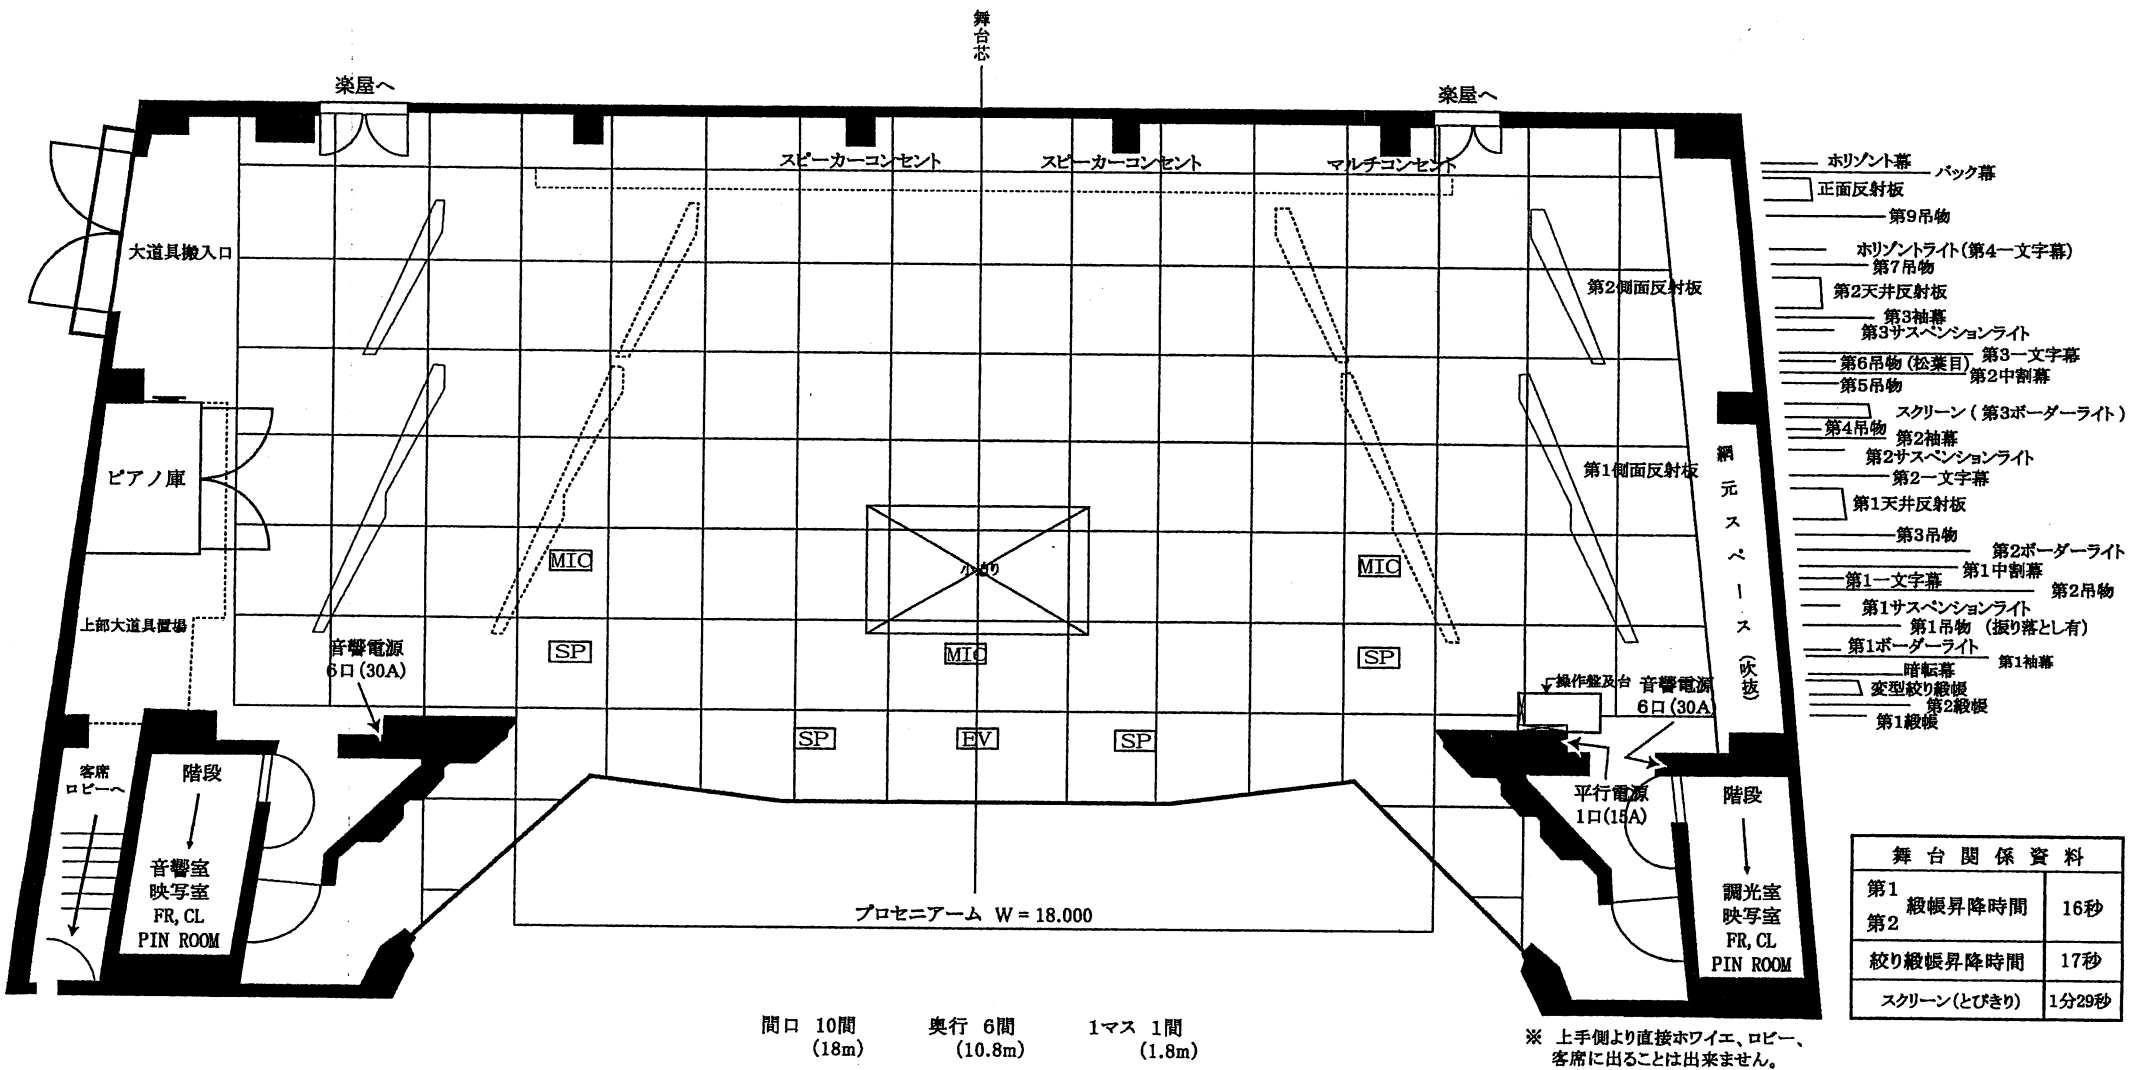 舞台芯
楽屋へ
楽屋へ
スピーカーコンセント
スピーカーコンセント
マルチコンセント
大道具搬入口
第2側面反射板
ピアノ庫
第1側面反射板
綱元スペース(吹抜)
MIC
MIC
上部大道具置場
音響電源
6口(30A)
SP
MIC
SP
操作盤及台
音響電源
6口(30A)
SP
EV
SP
客席
ロビーへ
階段
音響室
映写室
FR, CL
PIN ROOM
平行電源
1口(15A)
階段
調光室
映写室
FR, CL
PIN ROOM
プロセニアーム W = 18.000
間口 10間
(18m)
奥行 6間
(10.8m)
1マス 1間
(1.8m)
ホリゾント幕
バック幕
正面反射板
第9吊物
ホリゾントライト(第4一文字幕)
第7吊物
第2天井反射板
第3袖幕
第3サスペンションライト
第3一文字幕
第6吊物(松葉目)
第2中割幕
第5吊物
スクリーン(第3ボーダーライト)
第4吊物
第2袖幕
第2サスペンションライト
第2一文字幕
第1天井反射板
第3吊物
第2ボーダーライト
第1中割幕
第1一文字幕
第2吊物
第1サスペンションライト
第1吊物 (振り落とし有)
第1ボーダーライト
第1袖幕
暗転幕
変型絞り緞帳
第2緞帳
第1緞帳
舞台関係資料
第1
第2
緞帳昇降時間 16秒
絞り緞帳昇降時間 17秒
スクリーン(とびきり) 1分29秒
※ 上手側より直接ホワイエ、ロビー、
客席に出ることは出来ません。